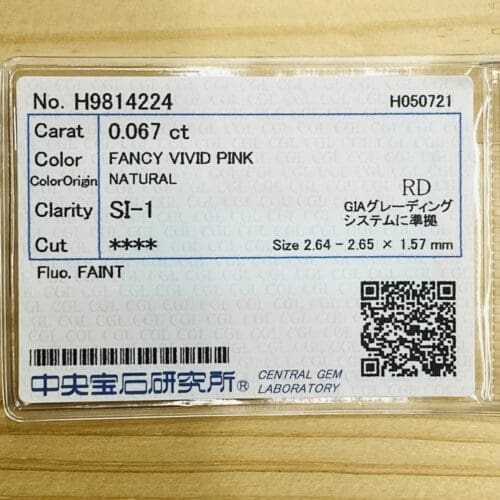 No. H9814224 H050721
Carat 0.067 ct
Color FANCY VIVID PINK
ColorOrigin NATURAL
RD
Clarity SI-1 GIAグレーディング
システムに準拠
Cut **** Size 2.64 - 2.65 × 1.57 mm
Fluo. FAINT
中央宝石研究所® CENTRAL GEM
LABORATORY